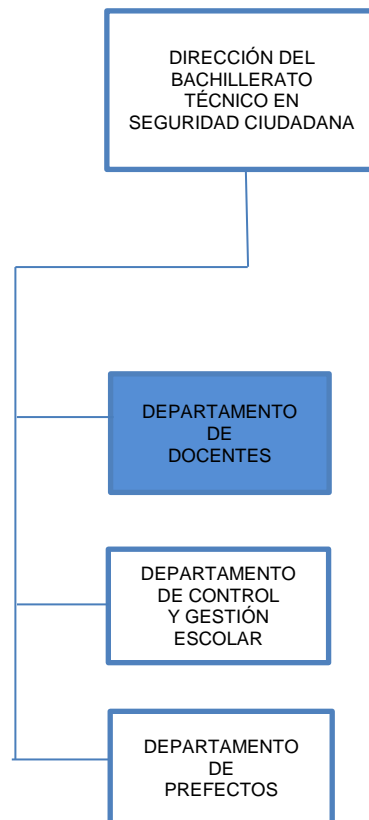 DIRECCIÓN DEL
BACHILLERATO
TÉCNICO EN
SEGURIDAD CIUDADANA
DEPARTAMENTO
DE
DOCENTES
DEPARTAMENTO
DE CONTROL
Y GESTIÓN
ESCOLAR
DEPARTAMENTO
DE
PREFECTOS